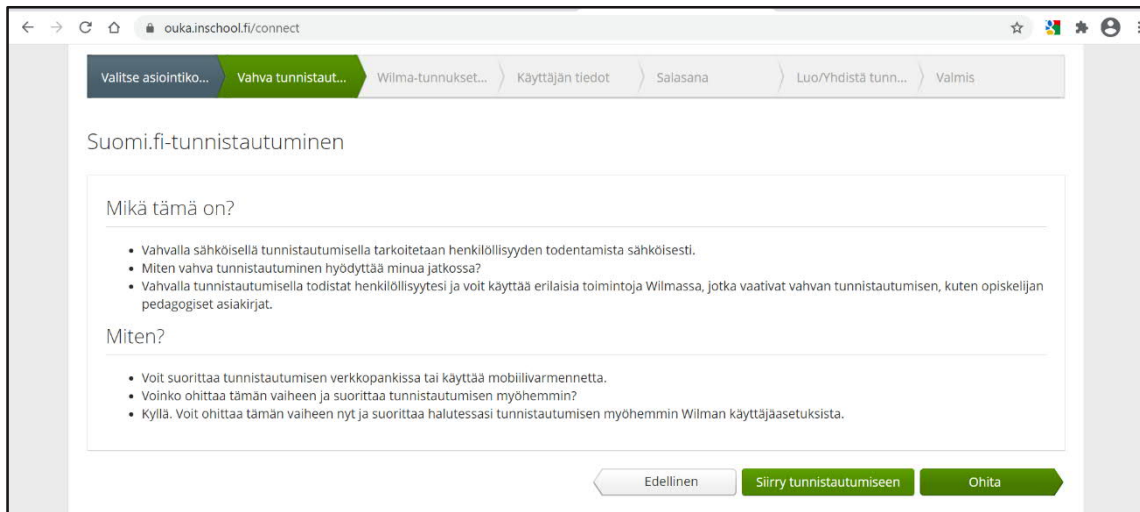 ouka.inschool.fi/connect
Valitse asiointiko... Vahva tunnistaut... Wilma-tunnukset... Käyttäjän tiedot Salasana Luo/Yhdistä tunn... Valmis
Suomi.fi-tunnistautuminen
Mikä tämä on?
• Vahvalla sähköisellä tunnistautumisella tarkoitetaan henkilöllisyyden todentamista sähköisesti.
• Miten vahva tunnistautuminen hyödyttää minua jatkossa?
• Vahvalla tunnistautumisella todistat henkilöllisyytesi ja voit käyttää erilaisia toimintoja Wilmassa, jotka vaativat vahvan tunnistautumisen, kuten opiskelijan
pedagogiset asiakirjat.
Miten?
• Voit suorittaa tunnistautumisen verkkopankissa tai käyttää mobiilivarmennetta.
• Voinko ohittaa tämän vaiheen ja suorittaa tunnistautumisen myöhemmin?
• Kyllä. Voit ohittaa tämän vaiheen nyt ja suorittaa halutessasi tunnistautumisen myöhemmin Wilman käyttäjäasetuksista.
Edellinen Siirry tunnistautumiseen Ohita